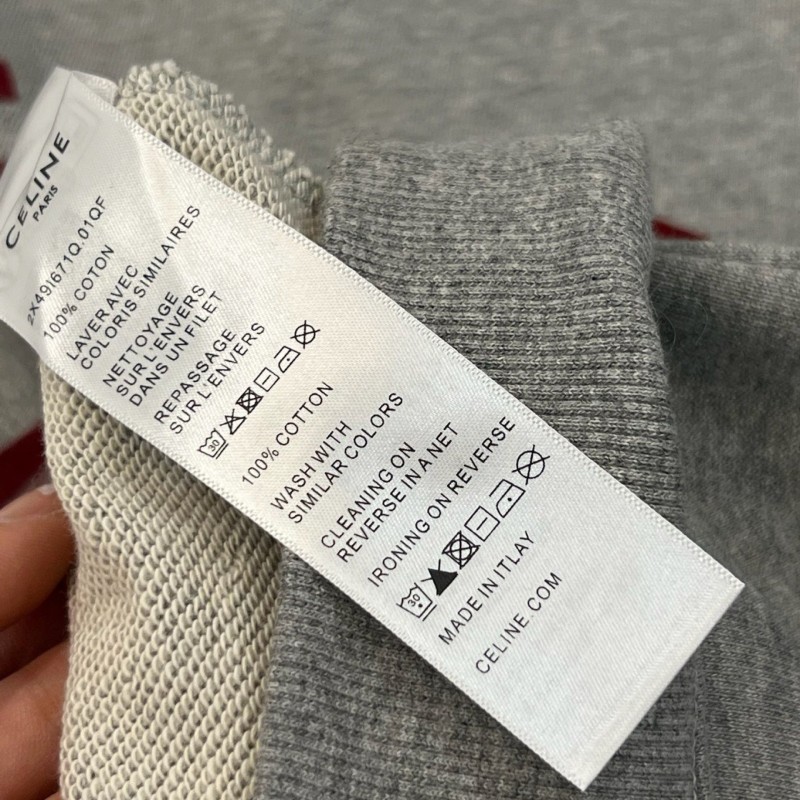 CELINE
PARIS
2X49I671Q.01QF
100% COTON
LAVER AVEC
COLORIS SIMILAIRES
NETTOYAGE
SUR L'ENVERS
DANS UN FILET
REPASSAGE
SUR L'ENVERS
30
100% COTTON
WASH WITH
SIMILAR COLORS
CLEANING ON
REVERSE IN A NET
IRONING ON REVERSE
30
MADE IN ITLAY
CELINE.COM